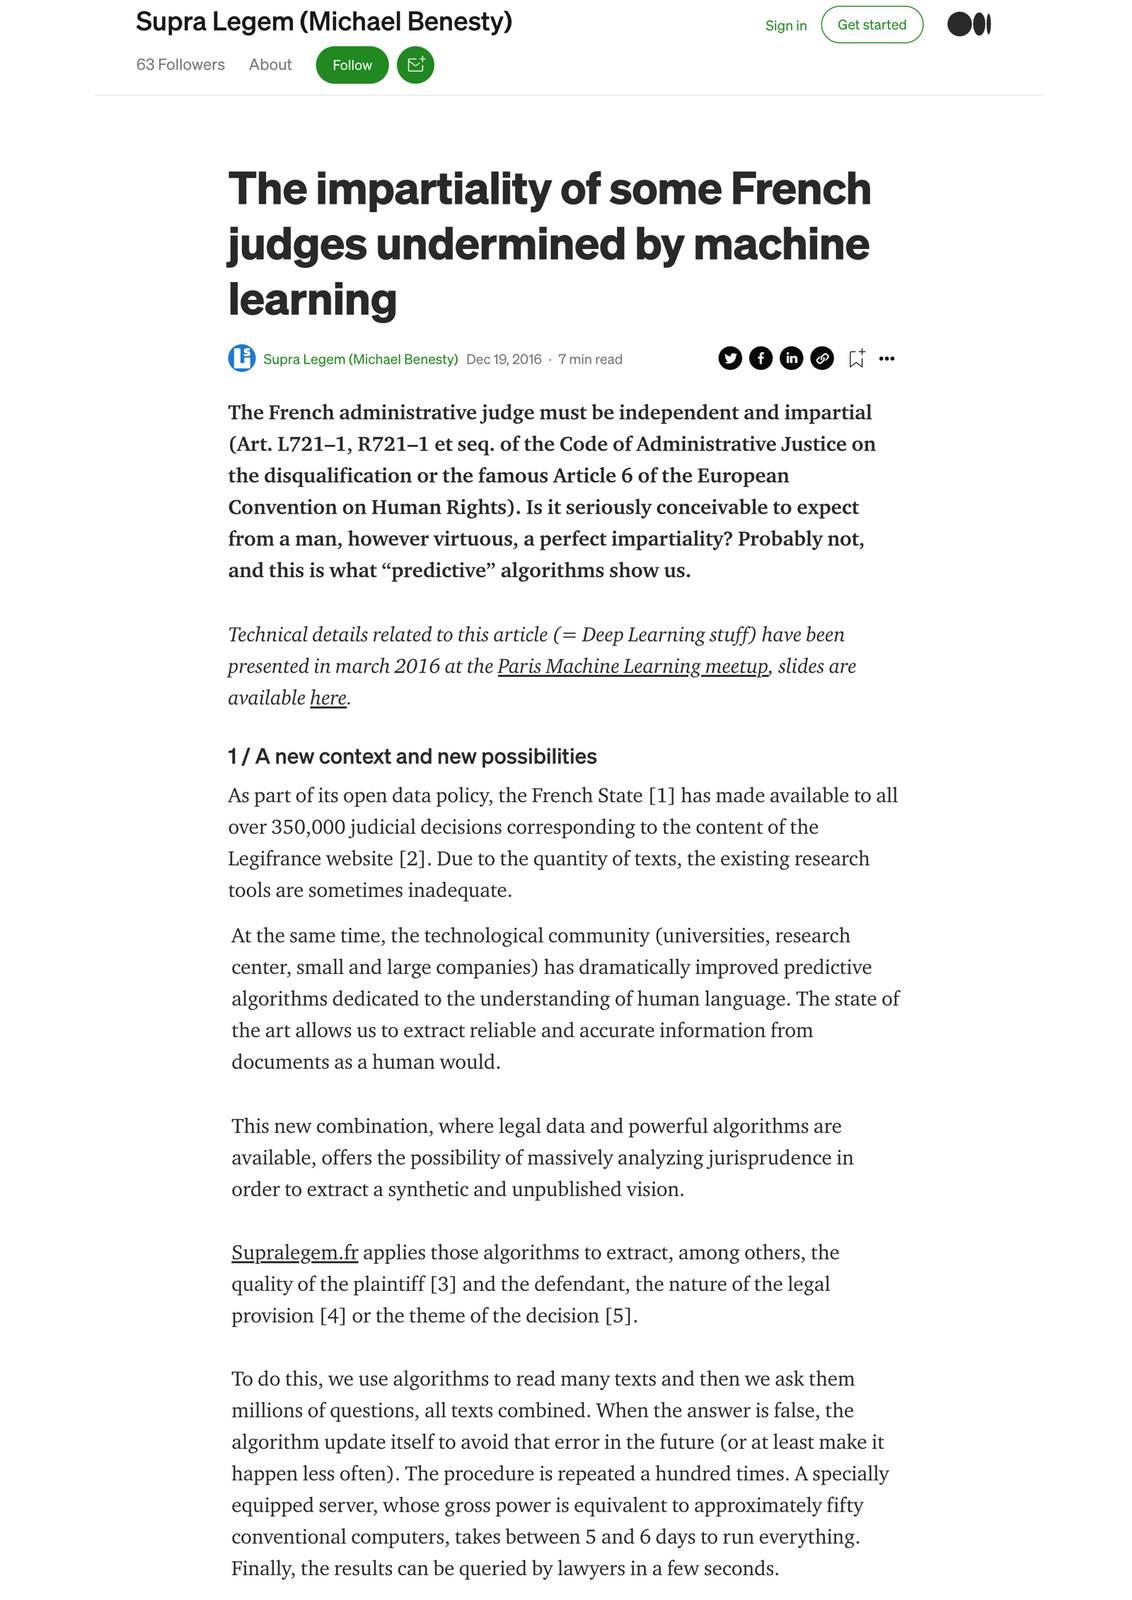 Supra Legem (Michael Benesty)
Sign in
Get started
63 Followers
About
Follow
The impartiality of some French
judges undermined by machine
learning
Supra Legem (Michael Benesty) Dec 19, 2016 · 7 min read
The French administrative judge must be independent and impartial
(Art. L721–1, R721–1 et seq. of the Code of Administrative Justice on
the disqualification or the famous Article 6 of the European
Convention on Human Rights). Is it seriously conceivable to expect
from a man, however virtuous, a perfect impartiality? Probably not,
and this is what “predictive” algorithms show us.
Technical details related to this article (= Deep Learning stuff) have been
presented in march 2016 at the Paris Machine Learning meetup, slides are
available here.
1 / A new context and new possibilities
As part of its open data policy, the French State [1] has made available to all
over 350,000 judicial decisions corresponding to the content of the
Legifrance website [2]. Due to the quantity of texts, the existing research
tools are sometimes inadequate.
At the same time, the technological community (universities, research
center, small and large companies) has dramatically improved predictive
algorithms dedicated to the understanding of human language. The state of
the art allows us to extract reliable and accurate information from
documents as a human would.
This new combination, where legal data and powerful algorithms are
available, offers the possibility of massively analyzing jurisprudence in
order to extract a synthetic and unpublished vision.
Supralegem.fr applies those algorithms to extract, among others, the
quality of the plaintiff [3] and the defendant, the nature of the legal
provision [4] or the theme of the decision [5].
To do this, we use algorithms to read many texts and then we ask them
millions of questions, all texts combined. When the answer is false, the
algorithm update itself to avoid that error in the future (or at least make it
happen less often). The procedure is repeated a hundred times. A specially
equipped server, whose gross power is equivalent to approximately fifty
conventional computers, takes between 5 and 6 days to run everything.
Finally, the results can be queried by lawyers in a few seconds.